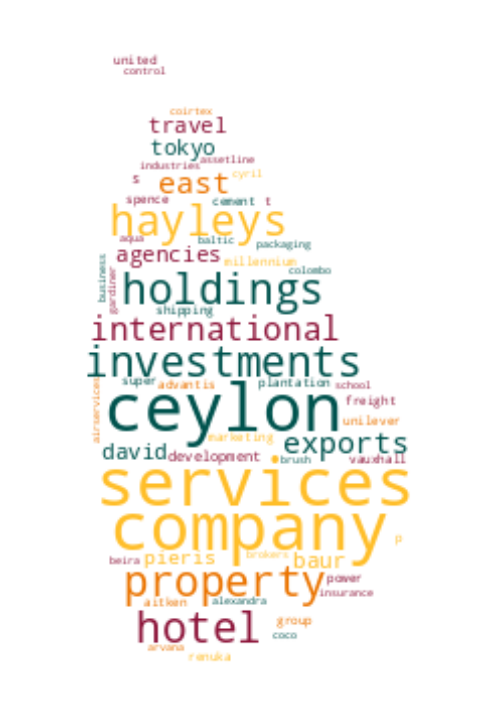 united
control
coirtex
travel
tokyo
industries assetline
s east cyril
spence cement t
hayleys
aqua baltic packaging
agencies millennium
business gardiner holdings colombo
shipping
international
investments
airservices super advantis plantation school
ceylon freight
unilever
marketing exports
david development brush vauxhall
services
company p
beira pieris brokers baur
property power
insurance
aitken alexandra
hotel group
coco
arvana
renuka